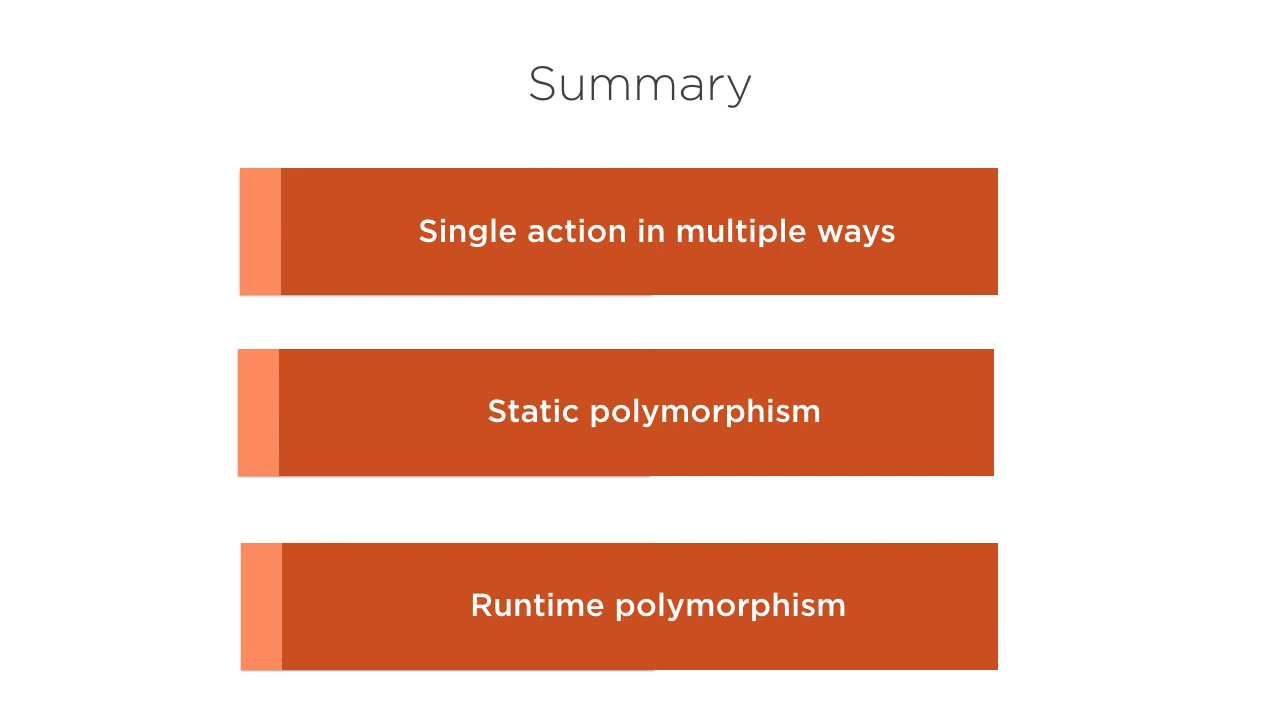 Summary
Single action in multiple ways
Static polymorphism
Runtime polymorphism